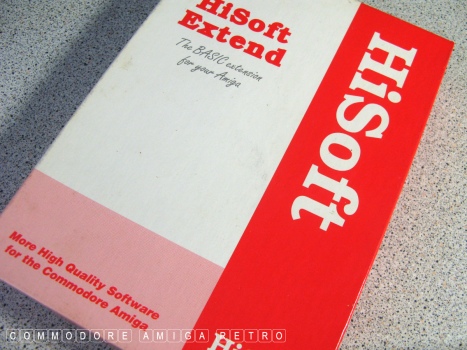 HiSoft
Extend
The BASIC extension
for your Amiga
HiSoft
More High Quality Software
for the Commodore Amiga
Hi
COMMODORE AMIGA RETRO